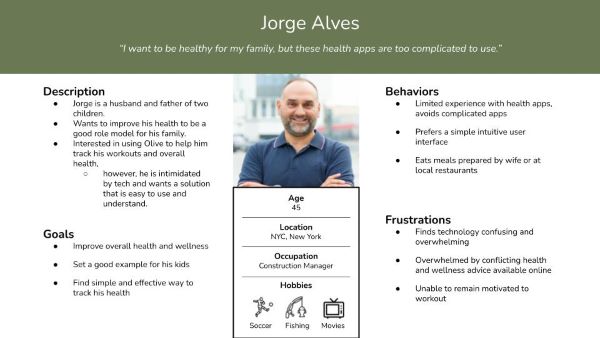 Jorge Alves
“I want to be healthy for my family, but these health apps are too complicated to use.”
Description
● Jorge is a husband and father of two
children.
● Wants to improve his health to be a
good role model for his family.
● Interested in using Olive to help him
track his workouts and overall
health,
○ however, he is intimidated
by tech and wants a solution
that is easy to use and
understand.
Goals
● Improve overall health and wellness
● Set a good example for his kids
● Find simple and effective way to
track his health
Age
45
Location
NYC, New York
Occupation
Construction Manager
Hobbies
Soccer Fishing Movies
Behaviors
● Limited experience with health apps,
avoids complicated apps
● Prefers a simple intuitive user
interface
● Eats meals prepared by wife or at
local restaurants
Frustrations
● Finds technology confusing and
overwhelming
● Overwhelmed by conflicting health
and wellness advice available online
● Unable to remain motivated to
workout